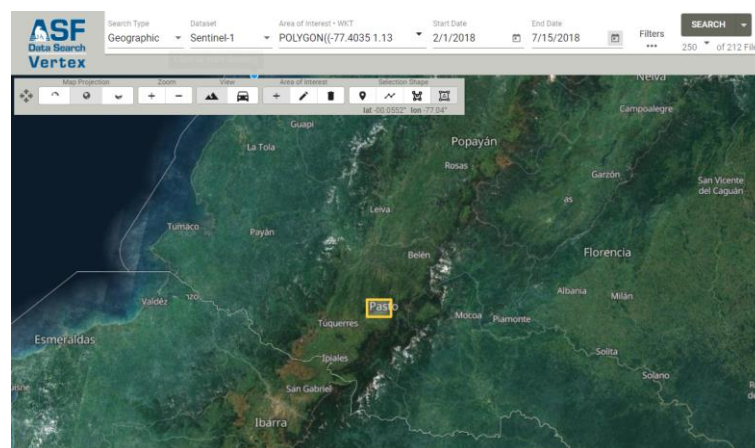 ASF
Data Search
Vertex
Search Type
Geographic
Dataset
Sentinel-1
Area of Interest • WKT
POLYGON((-77.4035 1.13
Start Date
2/1/2018
End Date
7/15/2018
Filters
•••
SEARCH
250 of 212 File
Map Projection
Zoom
View
Area of Interest
Selection Shape
lat -00.0552° lon -77.04°
Neiva
Guapi
Campoalegre
La Tola
Popayán
Rosas
Garzón
San Vicente
del Caguán
as
Leiva
Tumaco
Payán
Belén
Florencia
Albania
Milán
Valdéz
nzo
Pasto
Mocoa
Piamonte
Túquerres
Esmeraldas
Solita
Ipiales
Solano
San Gabriel
Ibarra